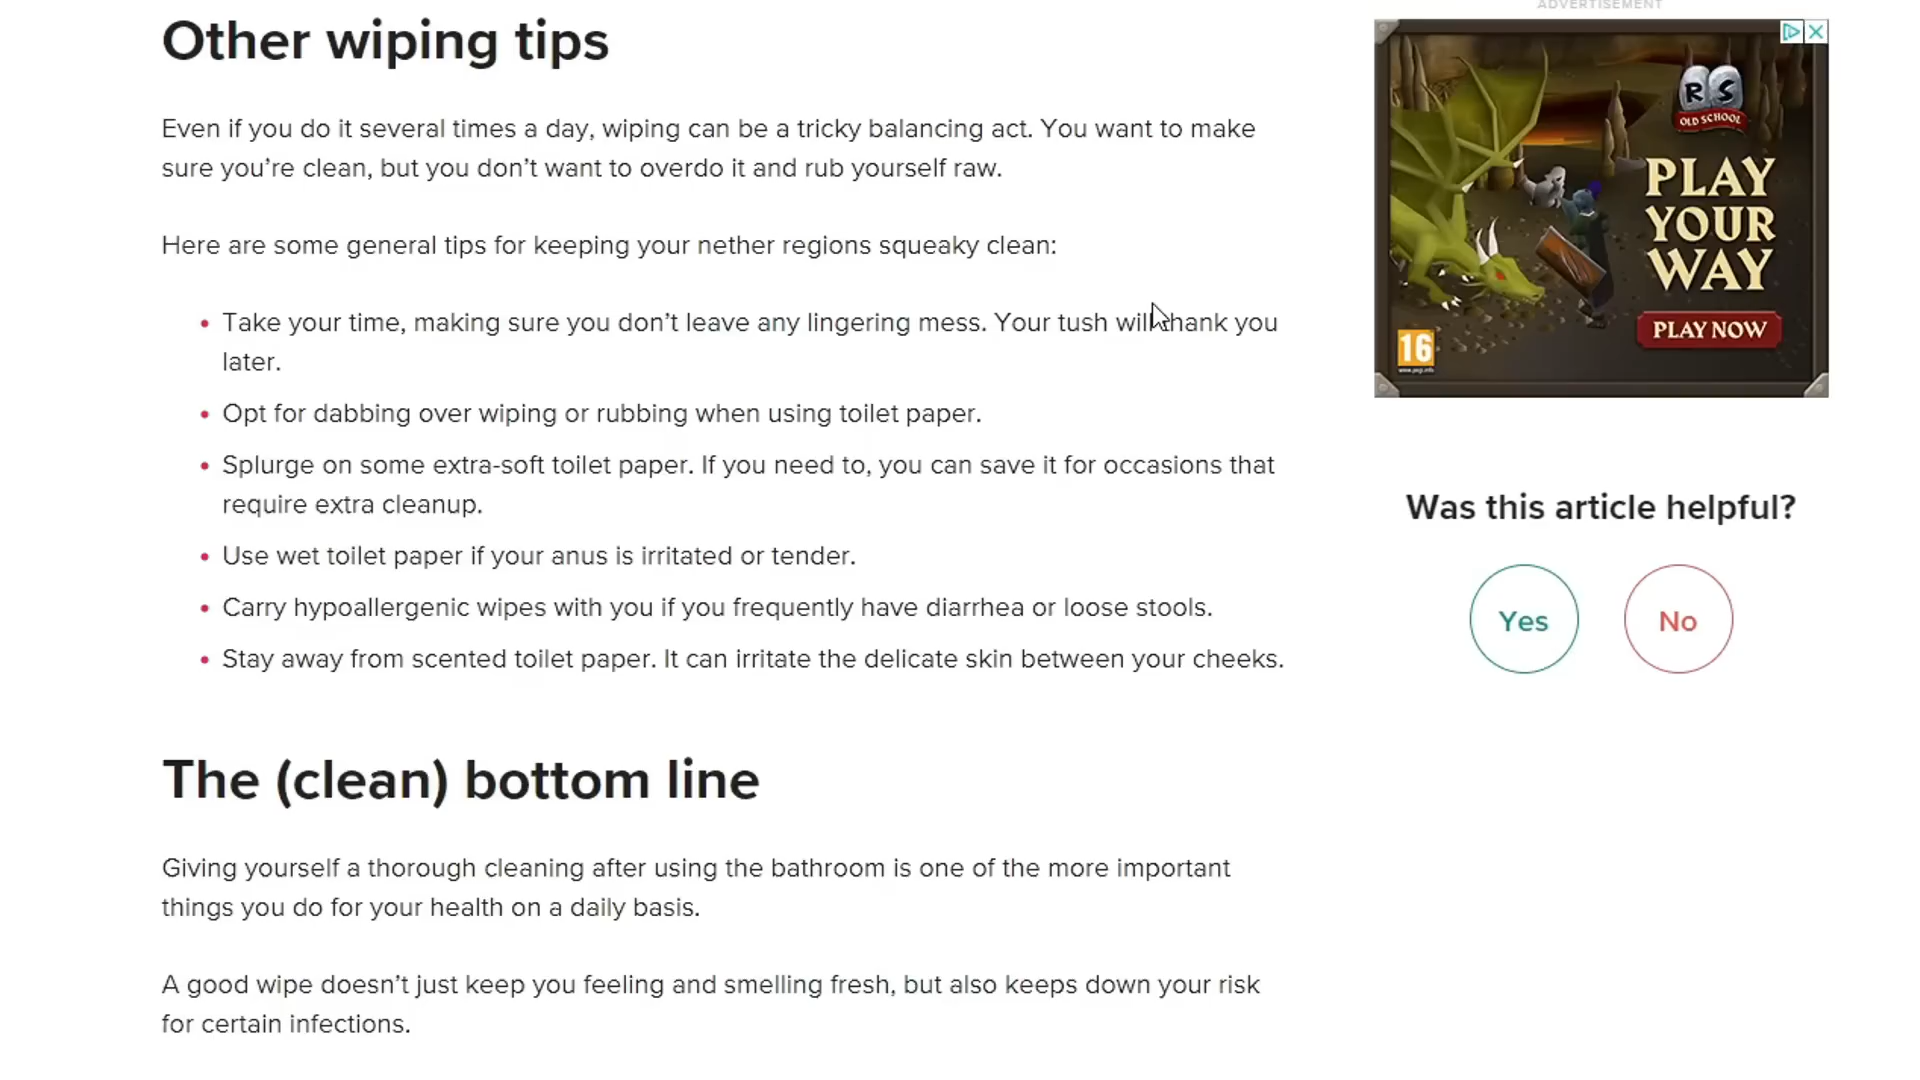 ADVERTISEMENT
Other wiping tips
Even if you do it several times a day, wiping can be a tricky balancing act. You want to make
sure you’re clean, but you don’t want to overdo it and rub yourself raw.
Here are some general tips for keeping your nether regions squeaky clean:
• Take your time, making sure you don’t leave any lingering mess. Your tush will thank you
later.
• Opt for dabbing over wiping or rubbing when using toilet paper.
• Splurge on some extra-soft toilet paper. If you need to, you can save it for occasions that
require extra cleanup.
• Use wet toilet paper if your anus is irritated or tender.
• Carry hypoallergenic wipes with you if you frequently have diarrhea or loose stools.
• Stay away from scented toilet paper. It can irritate the delicate skin between your cheeks.
The (clean) bottom line
Giving yourself a thorough cleaning after using the bathroom is one of the more important
things you do for your health on a daily basis.
A good wipe doesn’t just keep you feeling and smelling fresh, but also keeps down your risk
for certain infections.
R S
OLD SCHOOL
PLAY
YOUR
WAY
PLAY NOW
16
www.pegi.info
Was this article helpful?
Yes
No